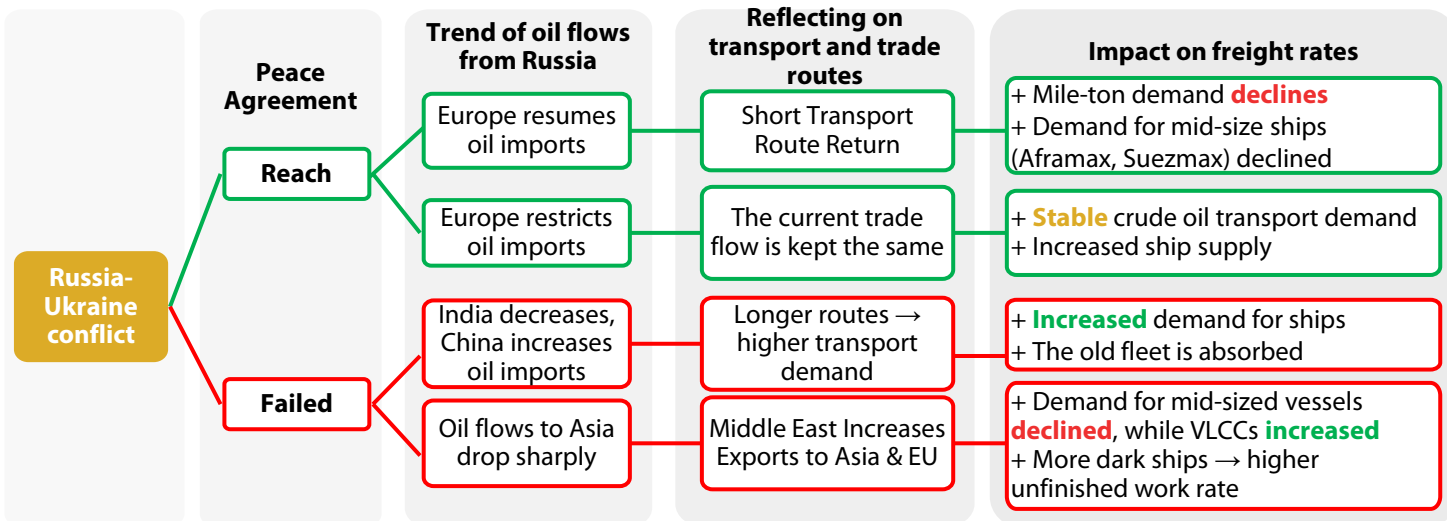 Peace
Agreement
Trend of oil flows
from Russia
Reflecting on
transport and trade
routes
Impact on freight rates
Russia-
Ukraine
conflict
Reach
Europe resumes
oil imports
Short Transport
Route Return
+ Mile-ton demand declines
+ Demand for mid-size ships
(Aframax, Suezmax) declined
Europe restricts
oil imports
The current trade
flow is kept the same
+ Stable crude oil transport demand
+ Increased ship supply
Failed
India decreases,
China increases
oil imports
Longer routes → 
higher transport
demand
+ Increased demand for ships
+ The old fleet is absorbed
Oil flows to Asia
drop sharply
Middle East Increases
Exports to Asia & EU
+ Demand for mid-sized vessels
declined, while VLCCs increased
+ More dark ships → higher
unfinished work rate